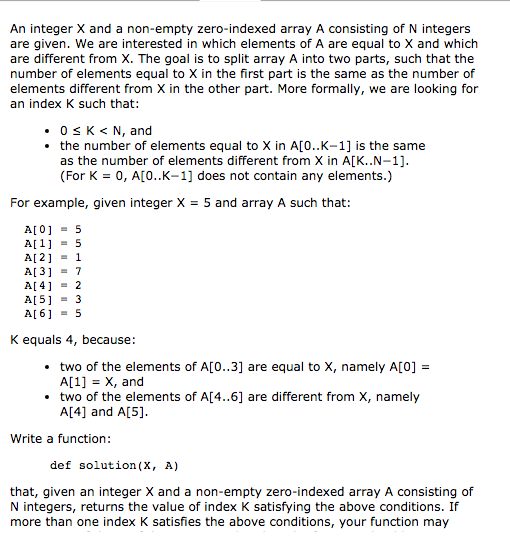 An integer X and a non-empty zero-indexed array A consisting of N integers
are given. We are interested in which elements of A are equal to X and which
are different from X. The goal is to split array A into two parts, such that the
number of elements equal to X in the first part is the same as the number of
elements different from X in the other part. More formally, we are looking for
an index K such that:
• 0 ≤ K < N, and
• the number of elements equal to X in A[0..K−1] is the same
as the number of elements different from X in A[K..N−1].
(For K = 0, A[0..K−1] does not contain any elements.)
For example, given integer X = 5 and array A such that:
A[0] = 5
A[1] = 5
A[2] = 1
A[3] = 7
A[4] = 2
A[5] = 3
A[6] = 5
K equals 4, because:
• two of the elements of A[0..3] are equal to X, namely A[0] =
A[1] = X, and
• two of the elements of A[4..6] are different from X, namely
A[4] and A[5].
Write a function:
def solution(X, A)
that, given an integer X and a non-empty zero-indexed array A consisting of
N integers, returns the value of index K satisfying the above conditions. If
more than one index K satisfies the above conditions, your function may